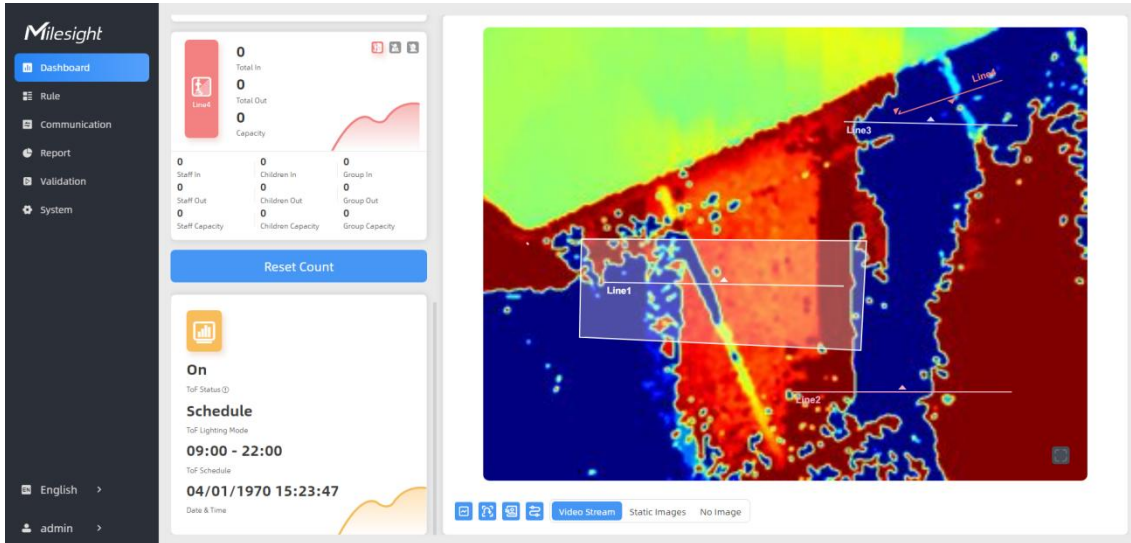 Milesight
Dashboard
Rule
Communication
Report
Validation
System
EN English >
admin >
Line4
0
Total In
0
Total Out
0
Capacity
0 0 0
Staff In Children In Group In
0 0 0
Staff Out Children Out Group Out
0 0 0
Staff Capacity Children Capacity Group Capacity
Reset Count
On
ToF Status
Schedule
ToF Lighting Mode
09:00 - 22:00
ToF Schedule
04/01/1970 15:23:47
Date & Time
Line4
Line3
Line1
Line2
Video Stream Static Images No Image